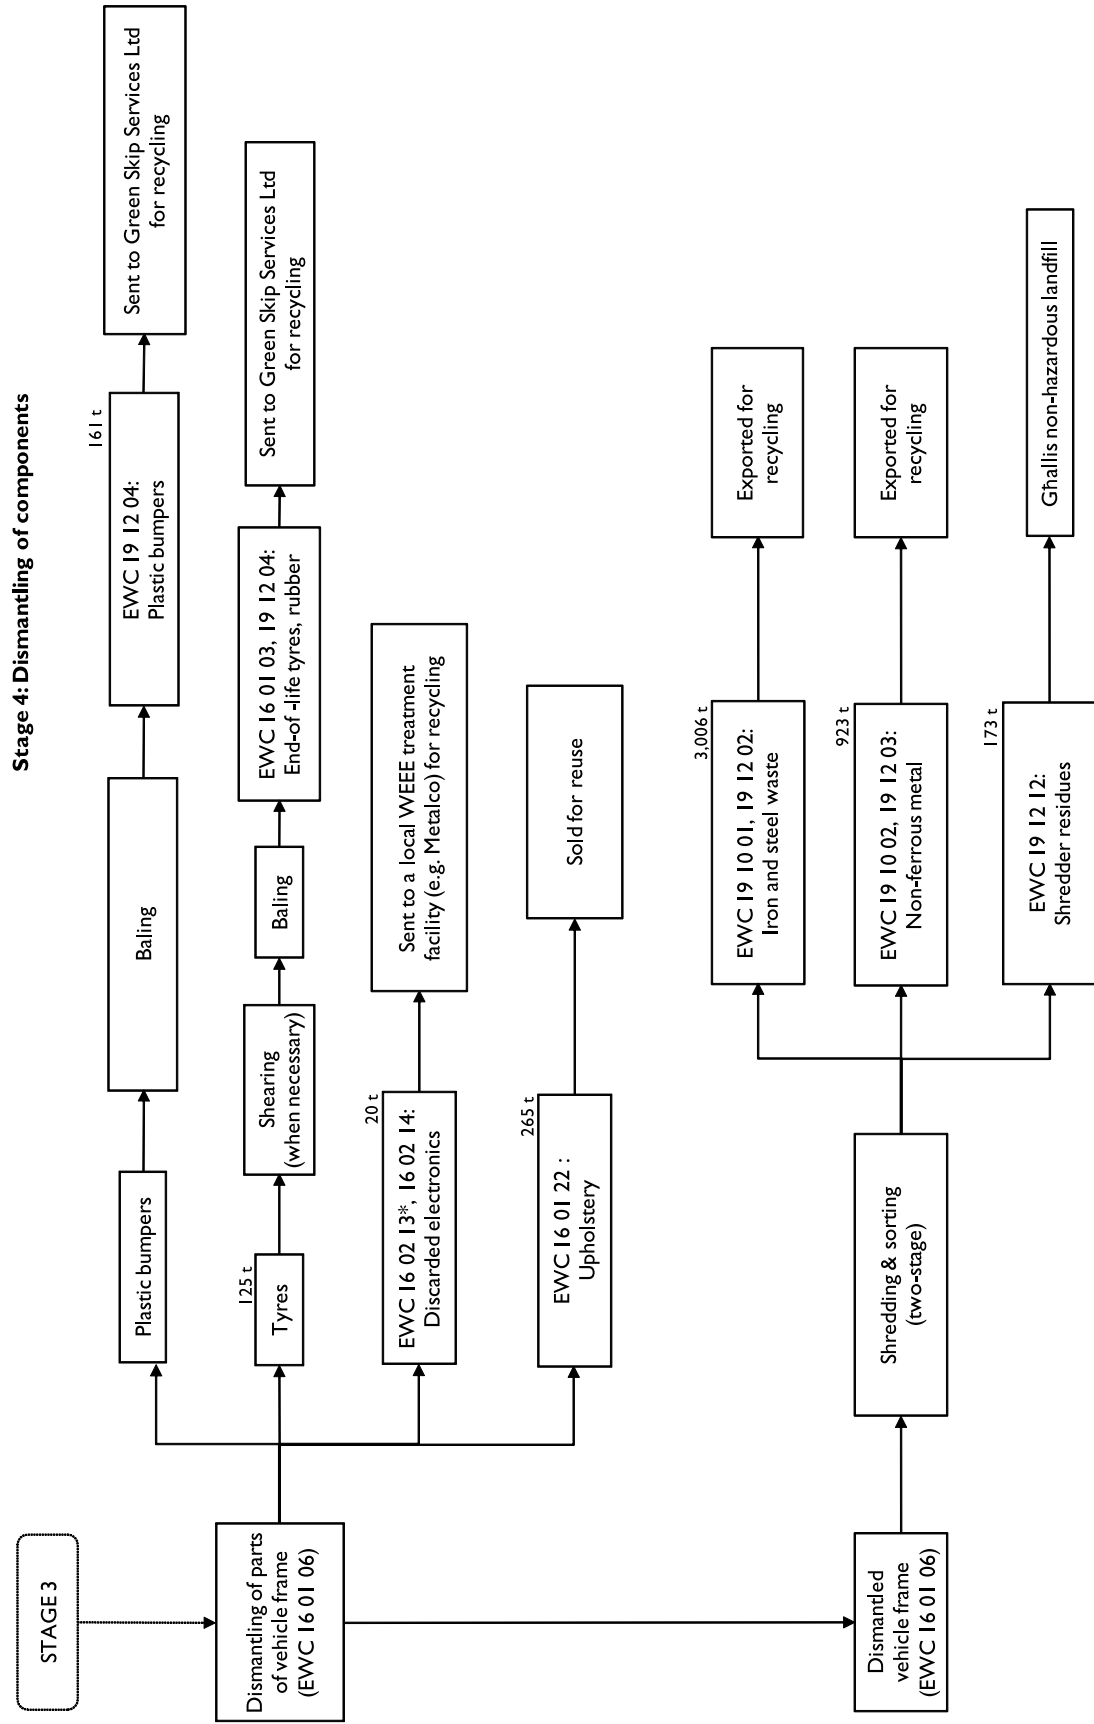 Stage 4: Dismantling of components
STAGE 3
Dismantling of parts
of vehicle frame
(EWC 16 01 06)
Plastic bumpers
Baling
161 t
EWC 19 12 04:
Plastic bumpers
Sent to Green Skip Services Ltd
for recycling
125 t
Tyres
Shearing
(when necessary)
Baling
EWC 16 01 03, 19 12 04:
End-of -life tyres, rubber
Sent to Green Skip Services Ltd
for recycling
20 t
EWC 16 02 13*, 16 02 14:
Discarded electronics
Sent to a local WEEE treatment
facility (e.g. Metalco) for recycling
265 t
EWC 16 01 22 :
Upholstery
Sold for reuse
Dismantled
vehicle frame
(EWC 16 01 06)
Shredding & sorting
(two-stage)
3,006 t
EWC 19 10 01, 19 12 02:
Iron and steel waste
Exported for
recycling
923 t
EWC 19 10 02, 19 12 03:
Non-ferrous metal
Exported for
recycling
173 t
EWC 19 12 12:
Shredder residues
Għallis non-hazardous landfill